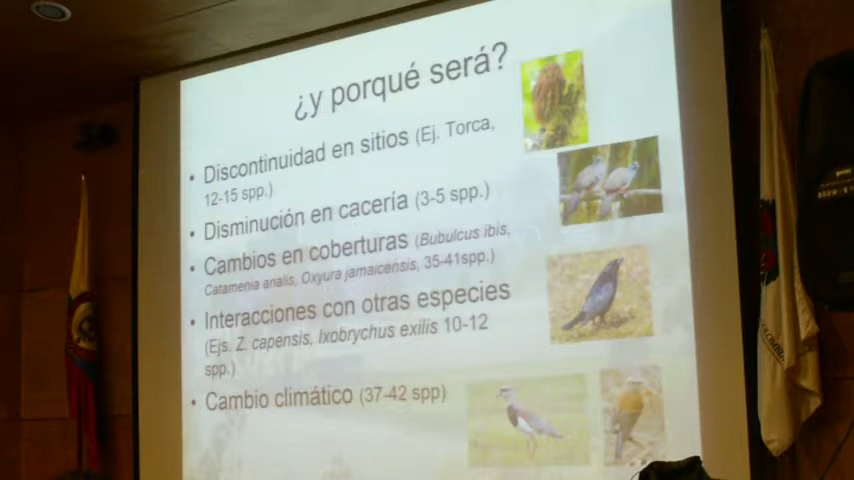 ¿y porqué será?
• Discontinuidad en sitios (Ej. Torca,
12-15 spp.)
• Disminución en cacería (3-5 spp.)
• Cambios en coberturas (Bubulcus ibis,
Catamenia analis, Oxyura jamaicensis, 35-41spp.)
• Interacciones con otras especies
(Ejs. Z. capensis, Ixobrychus exilis 10-12
spp.)
• Cambio climático (37-42 spp)